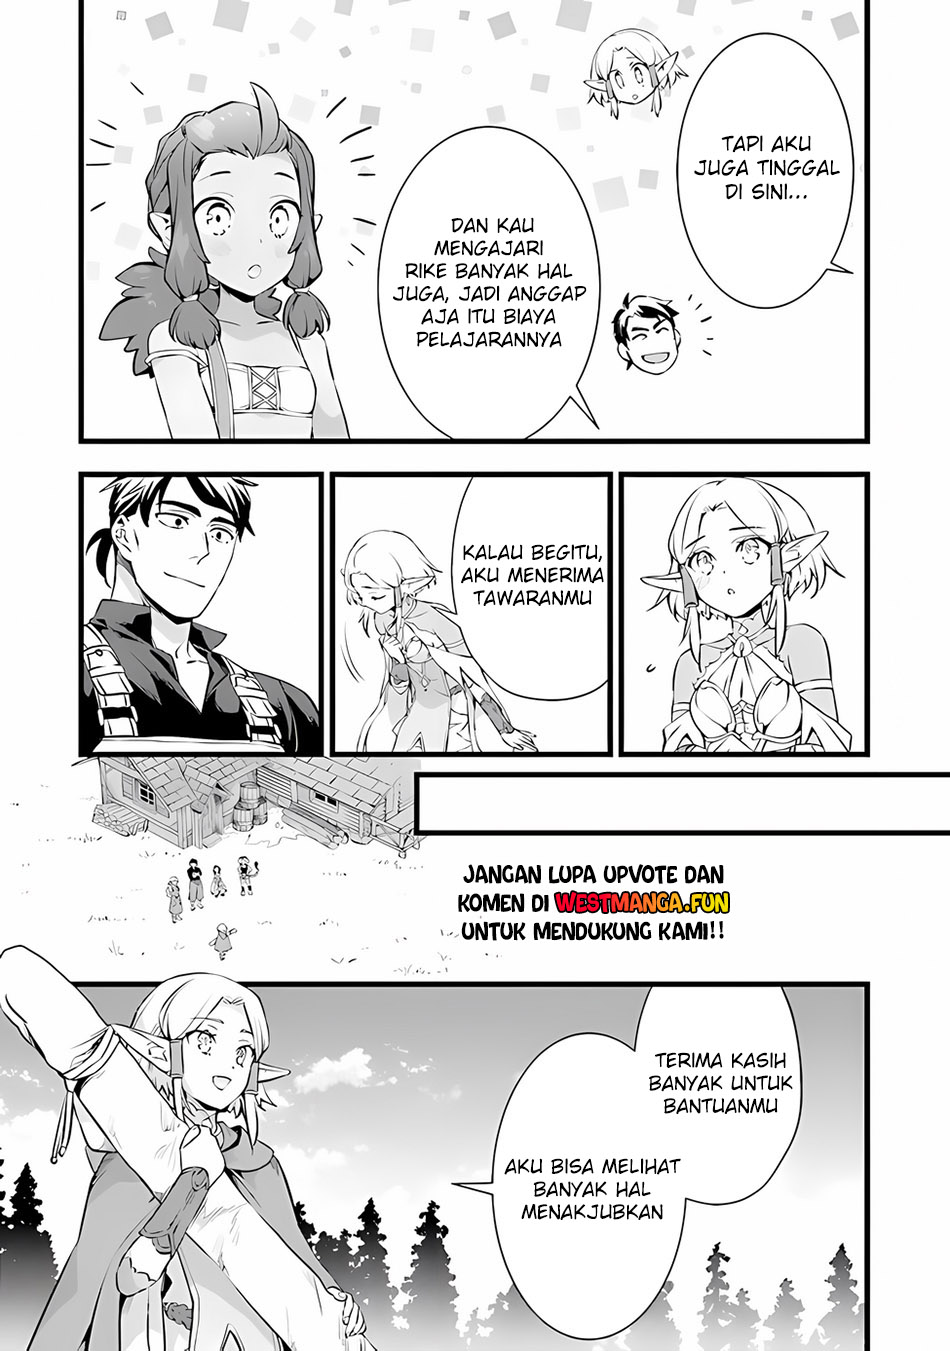 TAPI AKU
JUGA TINGGAL
DI SINI...
DAN KAU
MENGAJARI
RIKE BANYAK HAL
JUGA, JADI ANGGAP
AJA ITU BIAYA
PELAJARANNYA
KALAU BEGITU,
AKU MENERIMA
TAWARANMU
JANGAN LUPA UPVOTE DAN
KOMEN DI WESTMANGA.FUN
UNTUK MENDUKUNG KAMI!!
TERIMA KASIH
BANYAK UNTUK
BANTUANMU
AKU BISA MELIHAT
BANYAK HAL
MENAKJUBKAN